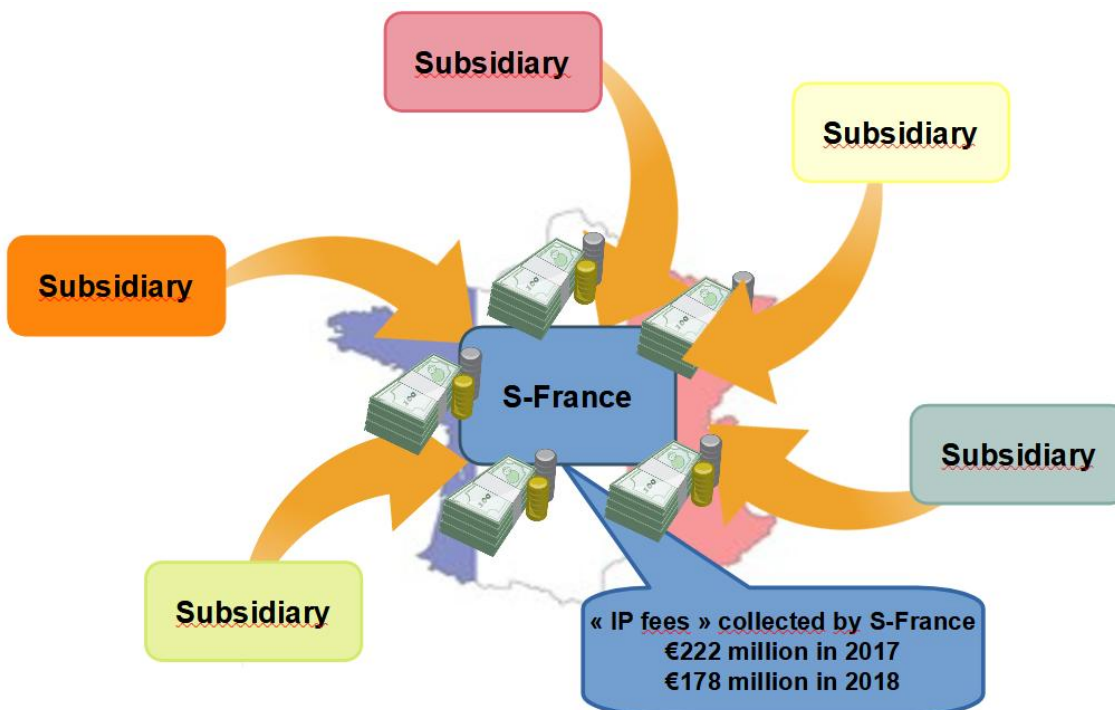 Subsidiary
Subsidiary
Subsidiary
S-France
Subsidiary
Subsidiary
« IP fees » collected by S-France
€222 million in 2017
€178 million in 2018